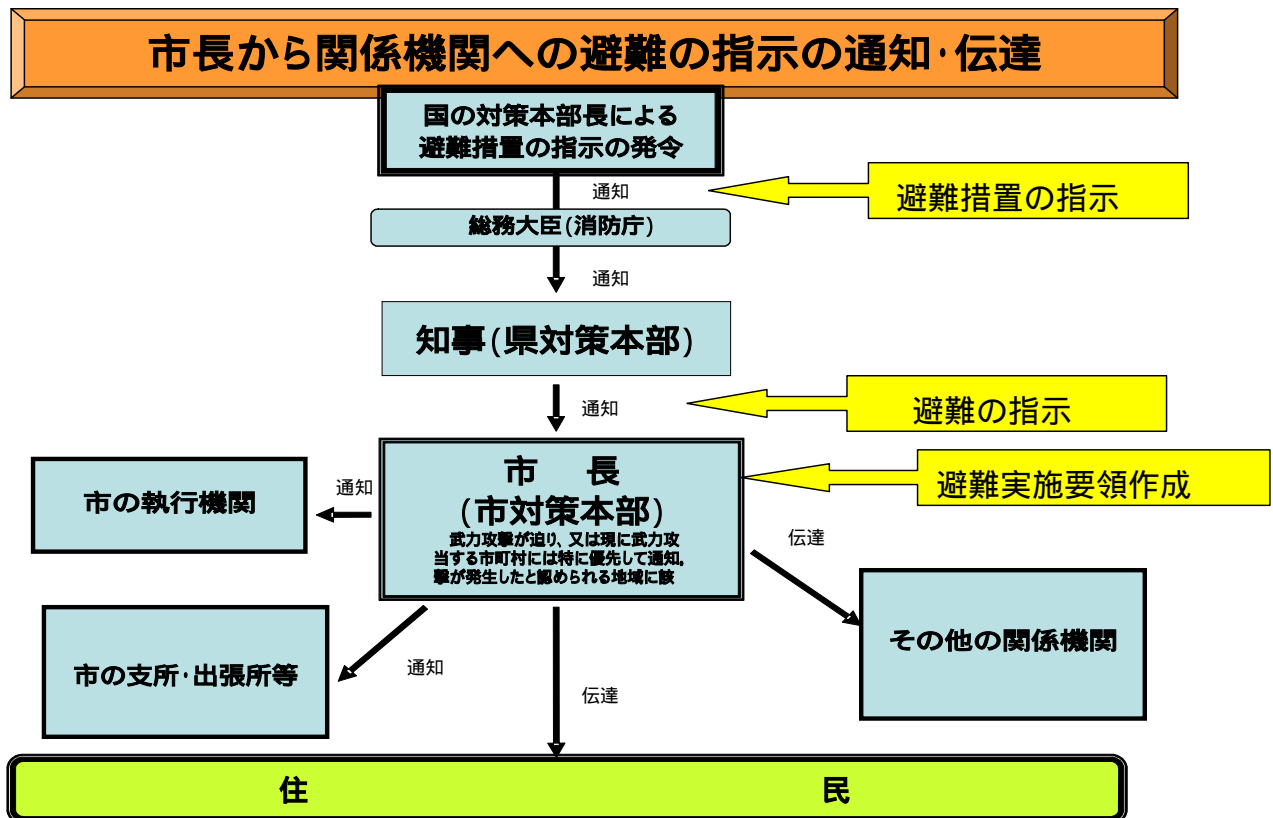 市長から関係機関への避難の指示の通知・伝達
国の対策本部長による
避難措置の指示の発令
通知
避難措置の指示
総務大臣(消防庁)
通知
知事(県対策本部)
通知
避難の指示
市　長
(市対策本部)
武力攻撃が迫り、又は現に武力攻
当する市町村には特に優先して通知。
撃が発生したと認められる地域に該
避難実施要領作成
市の執行機関
通知
伝達
その他の関係機関
市の支所・出張所等
通知
伝達
住　民